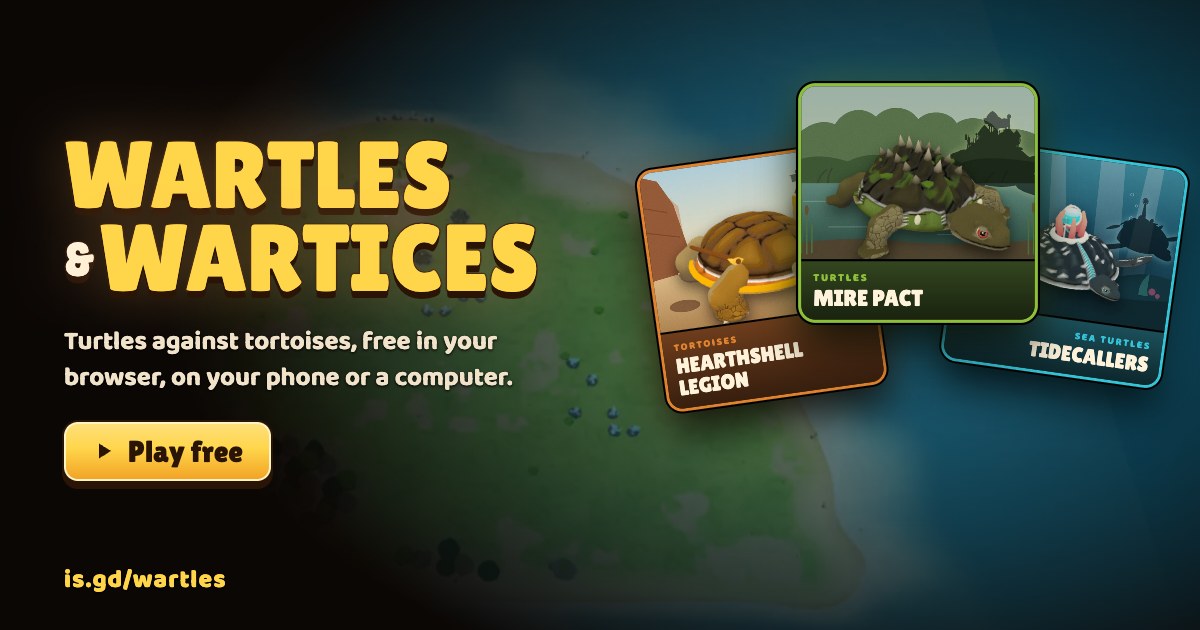 WARTLES
& WARTICES
Turtles against tortoises, free in your
browser, on your phone or a computer.
Play free
is.gd/wartles
TORTOISES
HEARTHSHELL
LEGION
TURTLES
MIRE PACT
SEA TURTLES
TIDECALLERS